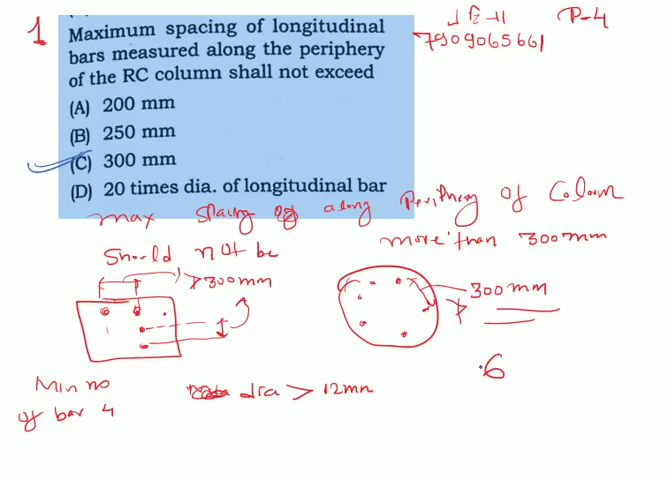 1 Maximum spacing of longitudinal
bars measured along the periphery
of the RC column shall not exceed
(A) 200 mm
(B) 250 mm
(C) 300 mm
(D) 20 times dia. of longitudinal bar
7909065661
P-4
max spacing of along Periphery of Coloum
Should not be more than 300mm
300mm
300mm
6
Min no
of bar 4
dia > 12mm